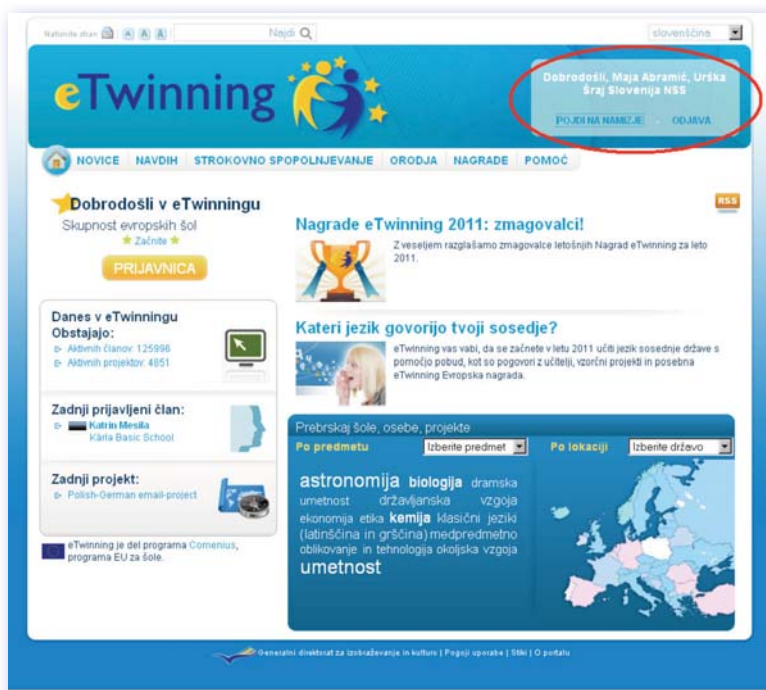 Natisnite stran A A A Najdi slovenščina
eTwinning
Dobrodošli, Maja Abramić, Urška
Šraj Slovenija NSS
POJDI NA NAMIZJE - ODJAVA
NOVICE NAVDIH STROKOVNO SPOPOLNJEVANJE ORODJA NAGRADE POMOČ
Dobrodošli v eTwinningu
Skupnost evropskih šol
Začnite
PRIJAVNICA
Danes v eTwinningu
Obstajajo:
Aktivnih članov: 125996
Aktivnih projektov: 4851
Zadnji prijavljeni član:
Katrin Mesila
Kärla Basic School
Zadnji projekt:
Polish-German email-project
eTwinning je del programa Comenius,
programa EU za šole.
RSS
Nagrade eTwinning 2011: zmagovalci!
Z veseljem razglašamo zmagovalce letošnjih Nagrad eTwinning za leto
2011.
Kateri jezik govorijo tvoji sosedje?
eTwinning vas vabi, da se začnete v letu 2011 učiti jezik sosednje države s
pomočjo pobud, kot so pogovori z učitelji, vzorčni projekti in posebna
eTwinning Evropska nagrada.
Prebrskaj šole, osebe, projekte
Po predmetu Izberite predmet Po lokaciji Izberite državo
astronomija biologija dramska
umetnost državljanska vzgoja
ekonomija etika kemija klasični jeziki
(latinščina in grščina) medpredmetno
oblikovanje in tehnologija okoljska vzgoja
umetnost
Generalni direktorat za izobraževanje in kulturo | Pogoji uporabe | Stiki | O portalu